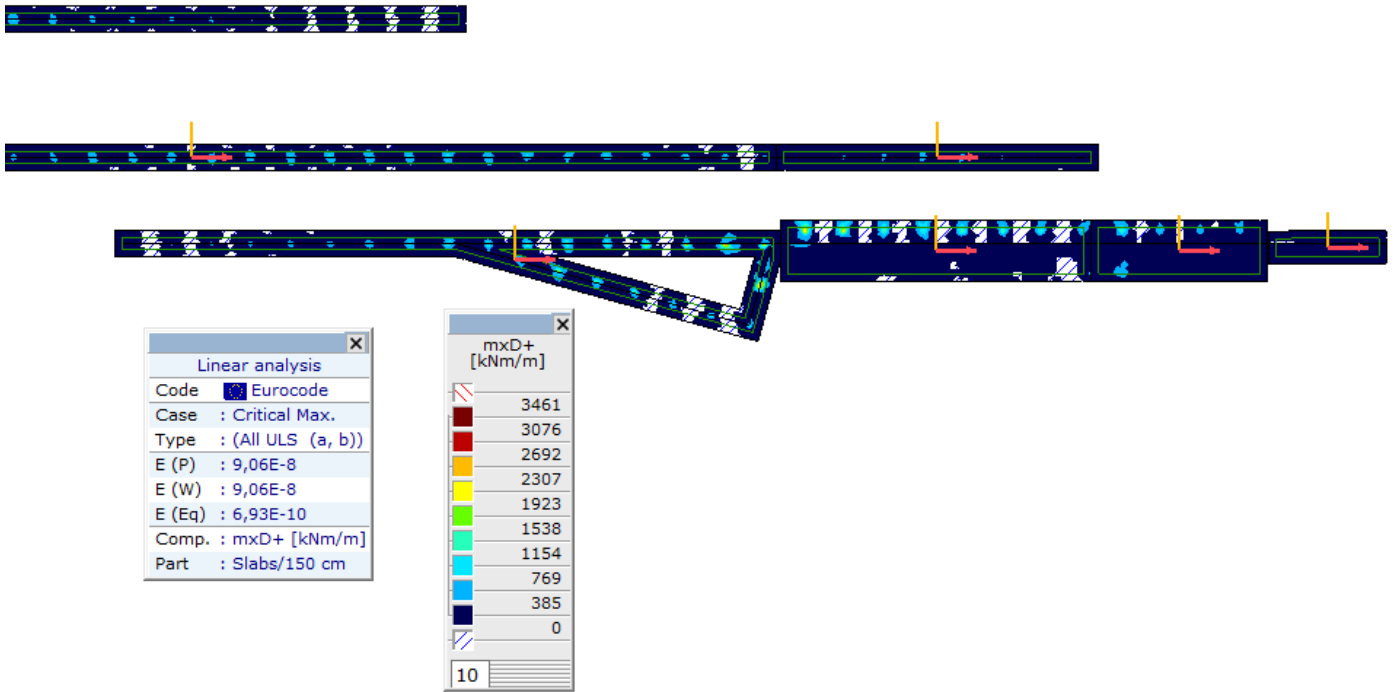 Linear analysis
Code Eurocode
Case : Critical Max.
Type : (All ULS (a, b))
E (P) : 9,06E-8
E (W) : 9,06E-8
E (Eq) : 6,93E-10
Comp. : mxD+ [kNm/m]
Part : Slabs/150 cm
mxD+
[kNm/m]
3461
3076
2692
2307
1923
1538
1154
769
385
0
10